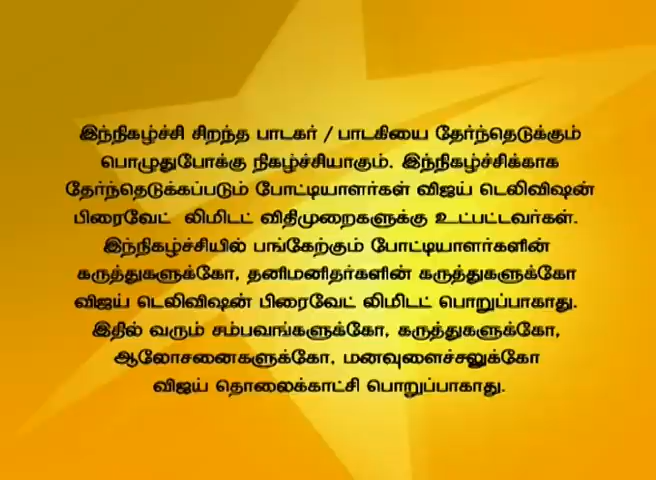 இந்நிகழ்ச்சி சிறந்த பாடகர் / பாடகியை தேர்ந்தெடுக்கும்
பொழுதுபோக்கு நிகழ்ச்சியாகும். இந்நிகழ்ச்சிக்காக
தேர்ந்தெடுக்கப்படும் போட்டியாளர்கள் விஜய் டெலிவிஷன்
பிரைவேட் லிமிடட் விதிமுறைகளுக்கு உட்பட்டவர்கள்.
இந்நிகழ்ச்சியில் பங்கேற்கும் போட்டியாளர்களின்
கருத்துகளுக்கோ, தனிமனிதர்களின் கருத்துகளுக்கோ
விஜய் டெலிவிஷன் பிரைவேட் லிமிடட் பொறுப்பாகாது.
இதில் வரும் சம்பவங்களுக்கோ, கருத்துகளுக்கோ,
ஆலோசனைகளுக்கோ, மனவுளைச்சலுக்கோ
விஜய் தொலைக்காட்சி பொறுப்பாகாது.